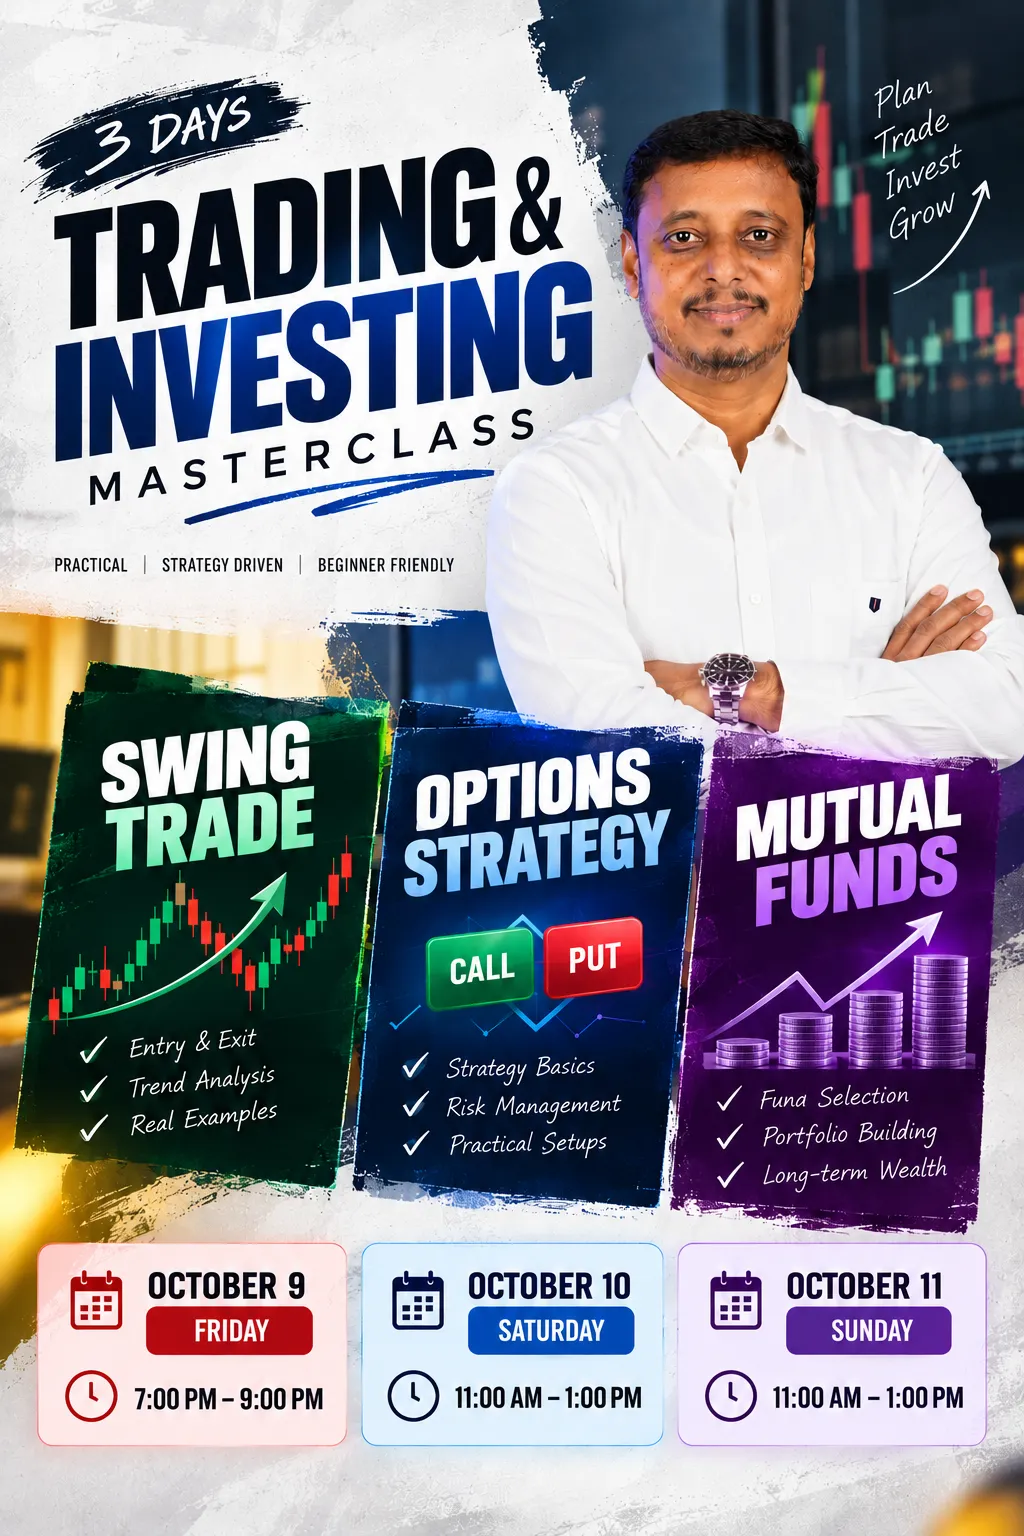 3 DAYS
TRADING &
INVESTING
MASTERCLASS
PRACTICAL | STRATEGY DRIVEN | BEGINNER FRIENDLY
Plan
Trade
Invest
Grow
SWING
TRADE
Entry & Exit
Trend Analysis
Real Examples
OPTIONS
STRATEGY
CALL PUT
Strategy Basics
Risk Management
Practical Setups
MUTUAL
FUNDS
Fund Selection
Portfolio Building
Long-term Wealth
OCTOBER 9
FRIDAY
7:00 PM – 9:00 PM
OCTOBER 10
SATURDAY
11:00 AM – 1:00 PM
OCTOBER 11
SUNDAY
11:00 AM – 1:00 PM